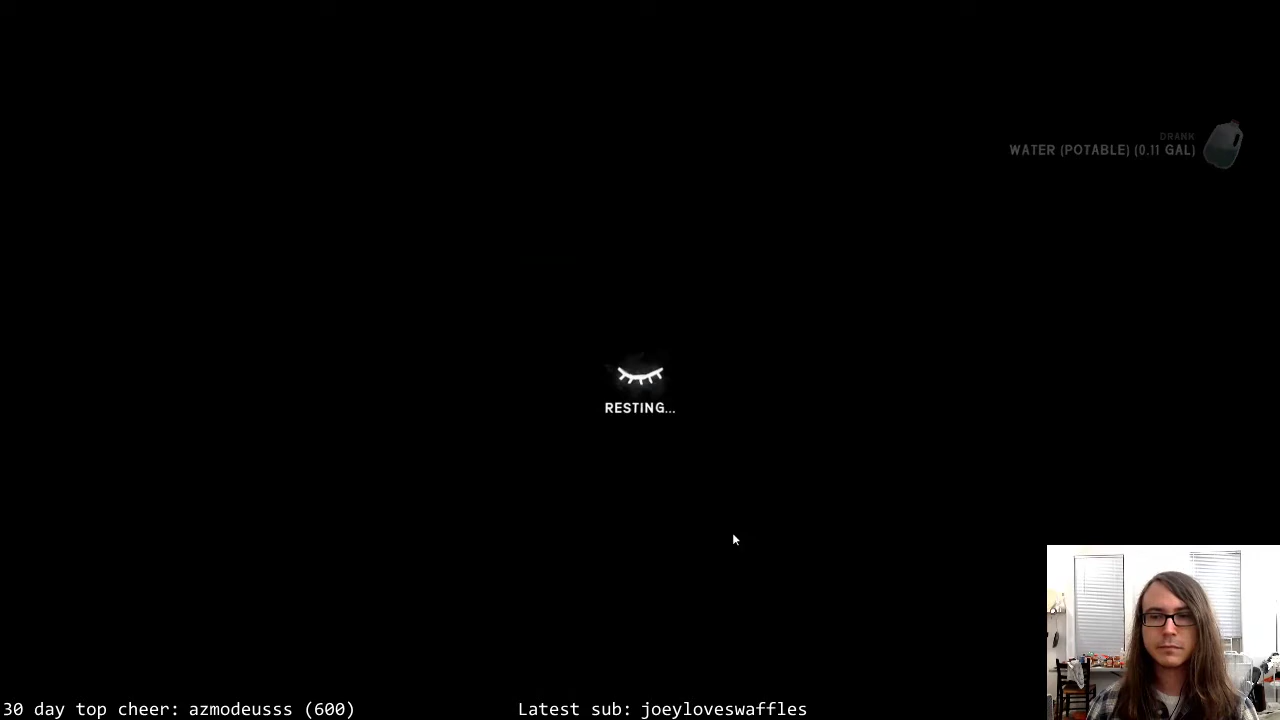 DRANK
WATER (POTABLE) (0.11 GAL)
RESTING...
30 day top cheer: azmodeusss (600)
Latest sub: joeyloveswaffles